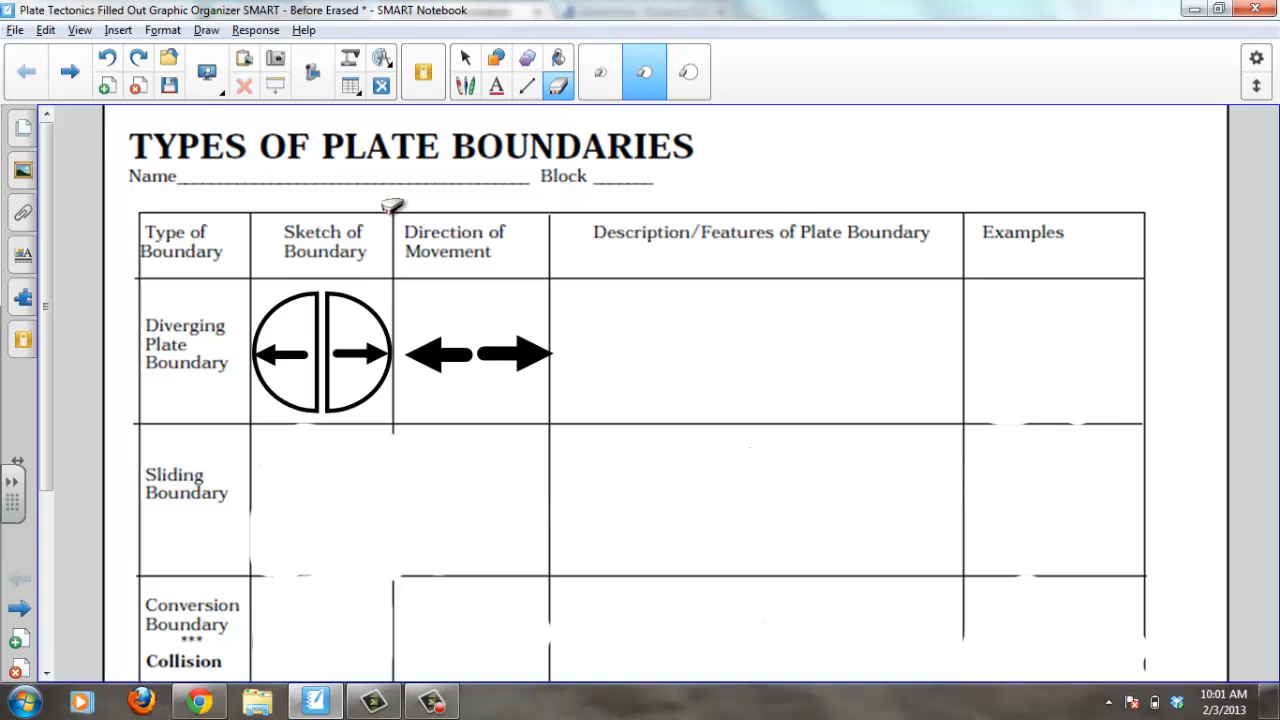 Plate Tectonics Filled Out Graphic Organizer SMART - Before Erased * - SMART Notebook
File Edit View Insert Format Draw Response Help
TYPES OF PLATE BOUNDARIES
Name_____________________________________ Block ______
Type of
Boundary
Sketch of
Boundary
Direction of
Movement
Description/Features of Plate Boundary
Examples
Diverging
Plate
Boundary
Sliding
Boundary
Conversion
Boundary
***
Collision
10:01 AM
2/3/2013